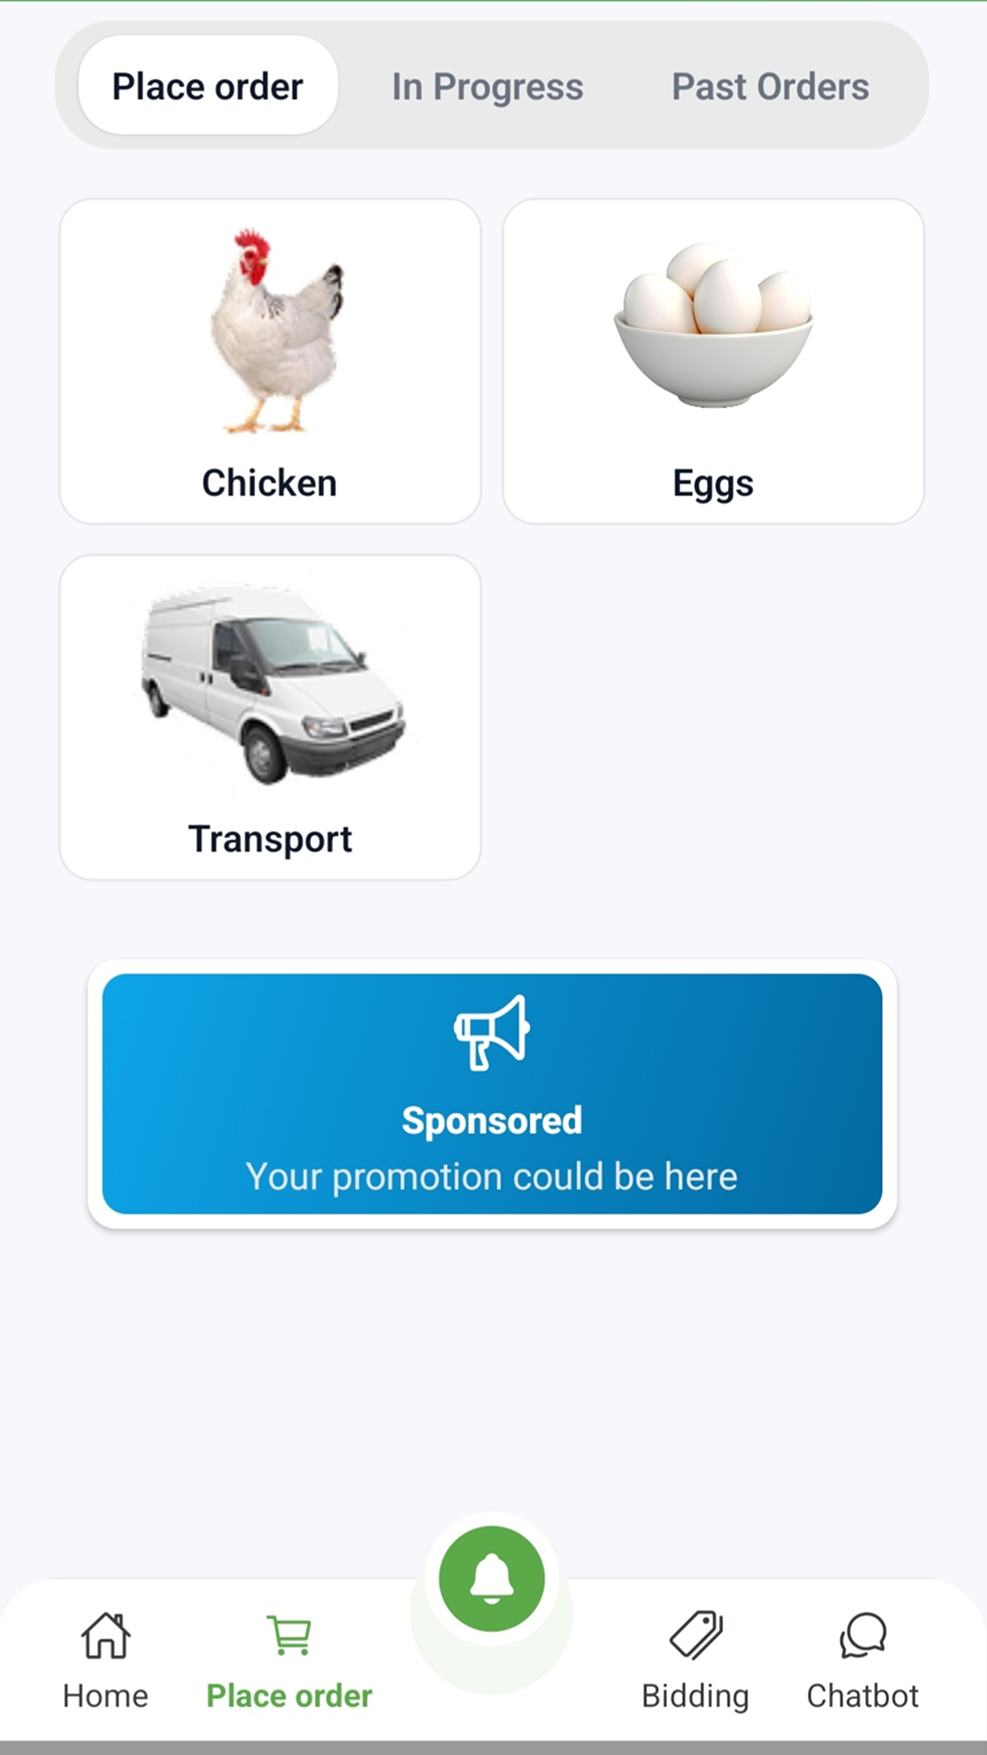 Place order In Progress Past Orders
Chicken Eggs
Transport
Sponsored
Your promotion could be here
Home Place order Bidding Chatbot